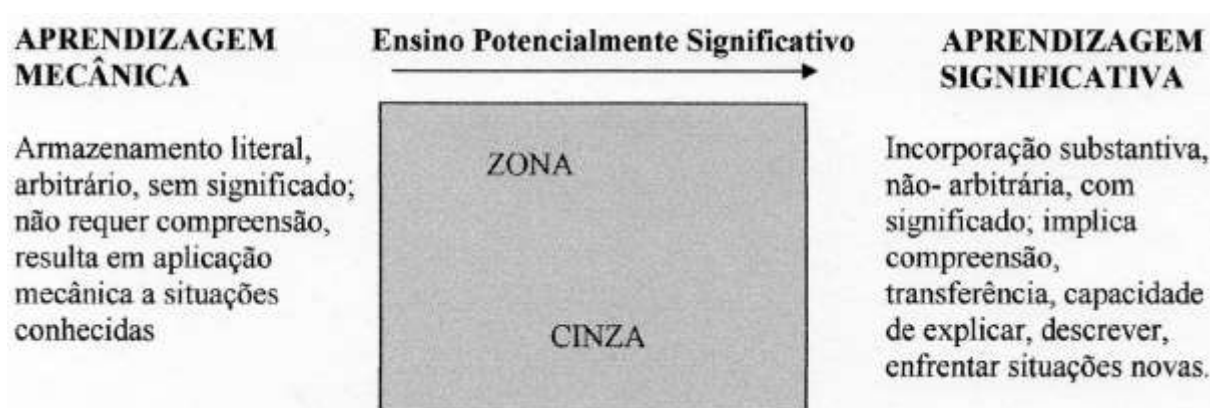 APRENDIZAGEM
MECÂNICA
Armazenamento literal,
arbitrário, sem significado;
não requer compreensão,
resulta em aplicação
mecânica a situações
conhecidas
Ensino Potencialmente Significativo
ZONA
CINZA
APRENDIZAGEM
SIGNIFICATIVA
Incorporação substantiva,
não- arbitrária, com
significado; implica
compreensão,
transferência, capacidade
de explicar, descrever,
enfrentar situações novas.